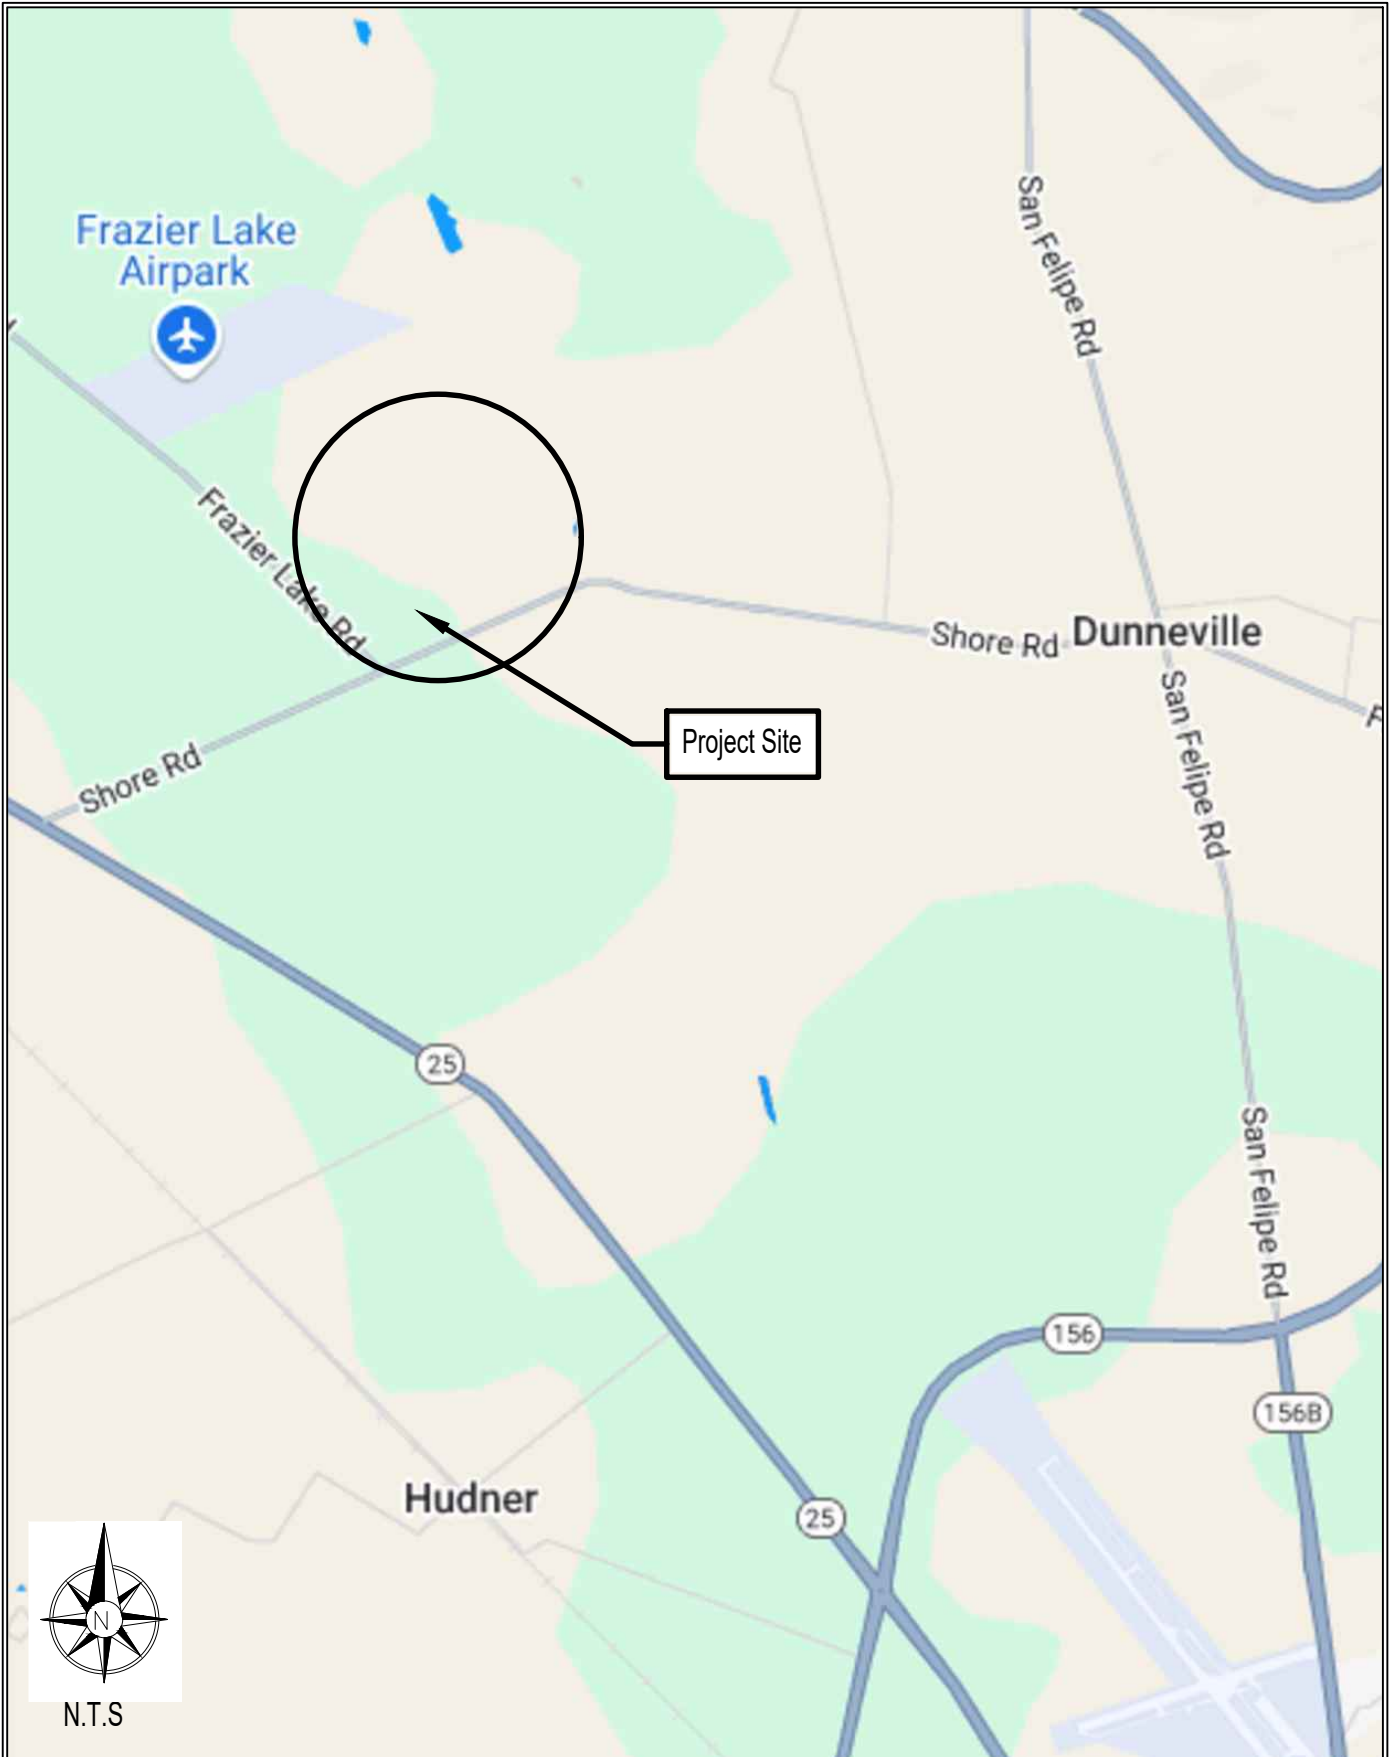 San Felipe Rd
Frazier Lake
Airpark
Frazier Lake Rd
Shore Rd
Dunneville
San Felipe Rd
Project Site
Shore Rd
25
San Felipe Rd
156
156B
Hudner
25
N
N.T.S